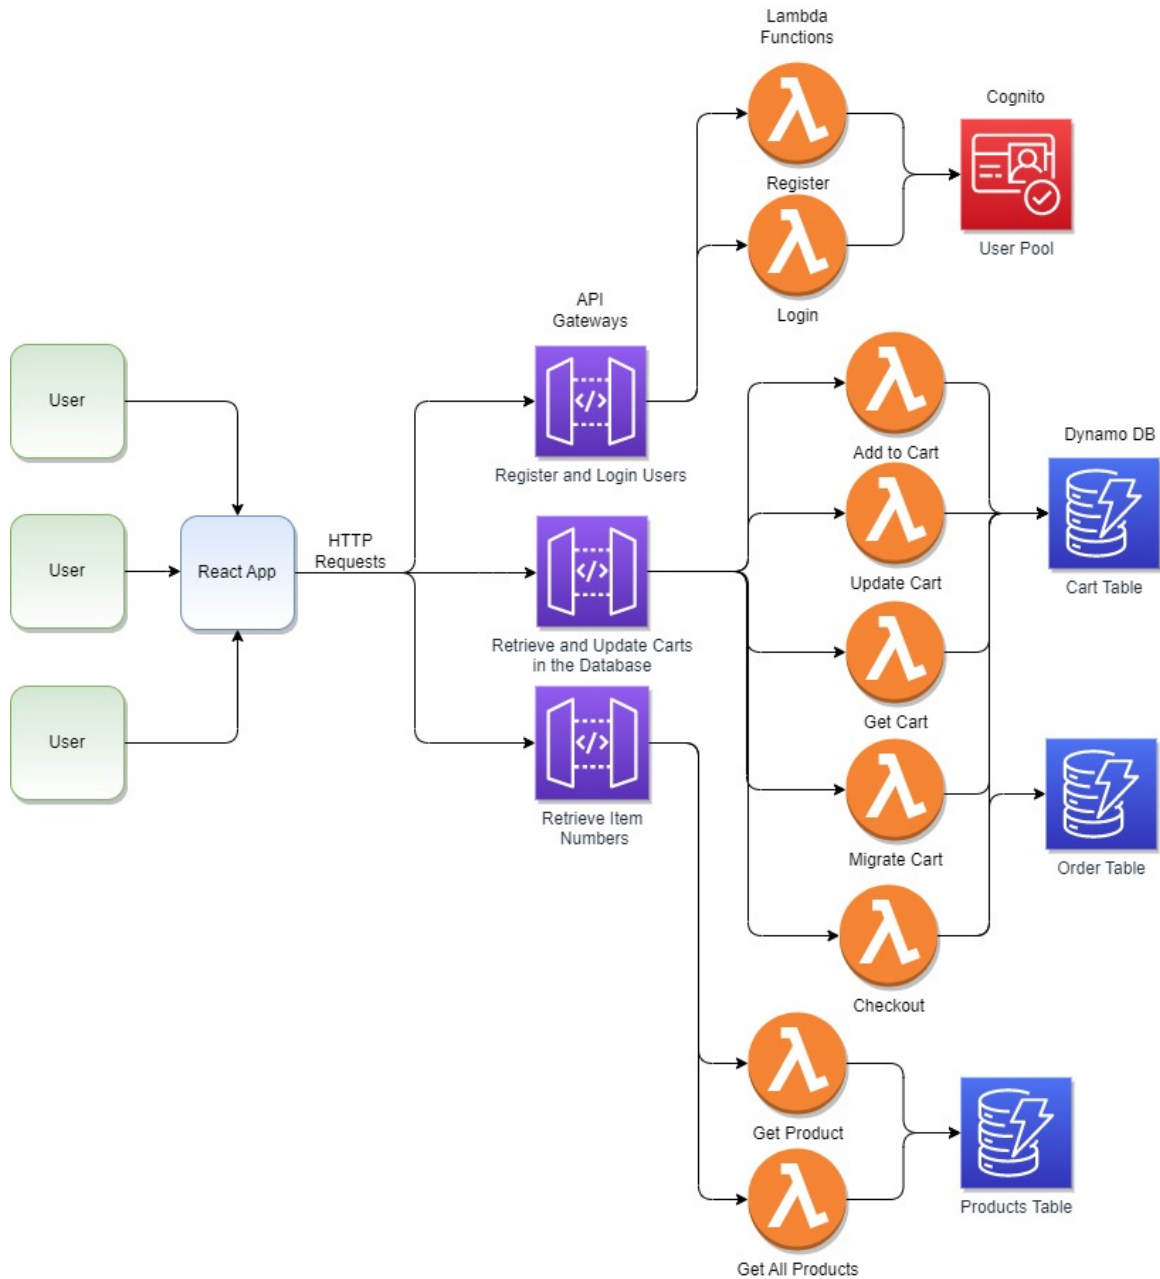 Lambda
Functions
Register
Login
Cognito
User Pool
API
Gateways
Register and Login Users
User
User
User
React App
HTTP
Requests
Retrieve and Update Carts
in the Database
Retrieve Item
Numbers
Add to Cart
Update Cart
Get Cart
Migrate Cart
Checkout
Dynamo DB
Cart Table
Order Table
Get Product
Get All Products
Products Table